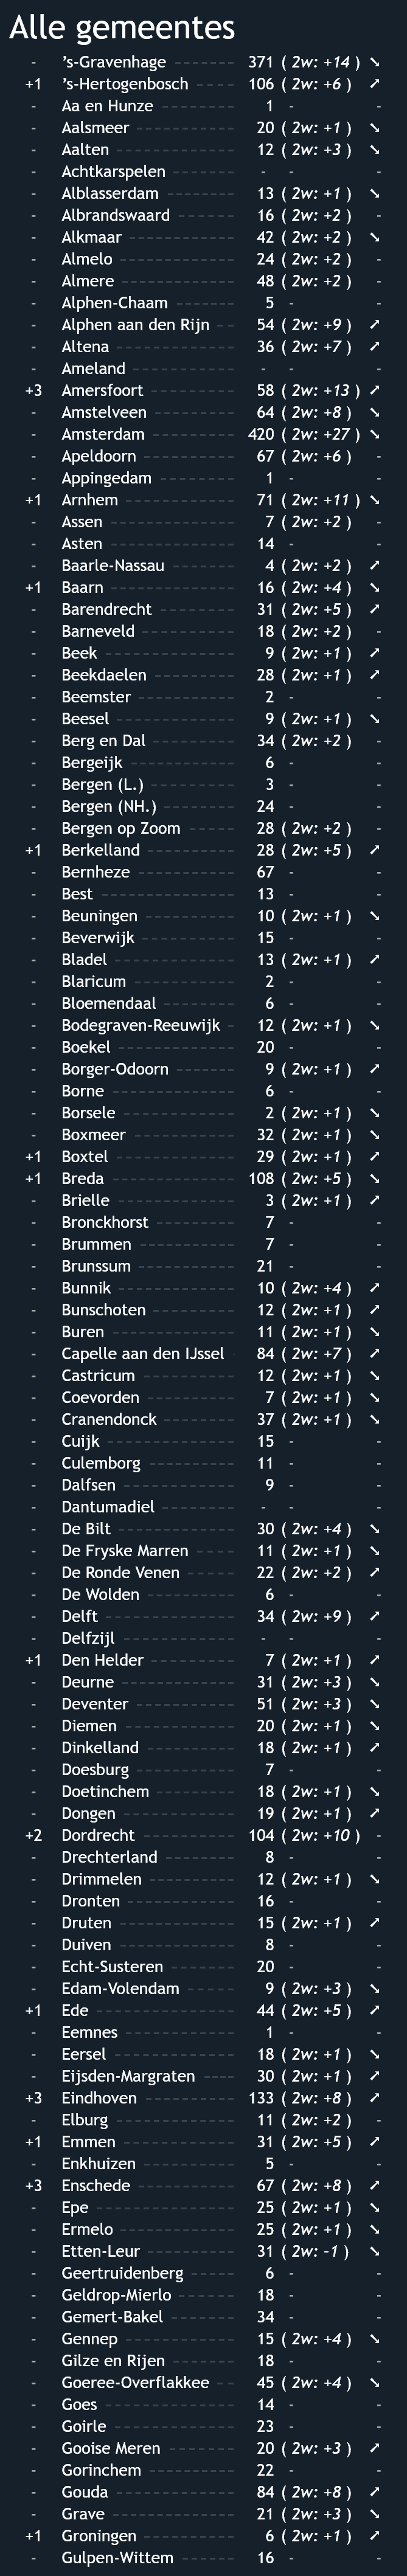 Alle gemeentes
- ’s-Gravenhage 371 ( 2w: +14 ) ➘
+1 ’s-Hertogenbosch 106 ( 2w: +6 ) ➚
- Aa en Hunze 1 - -
- Aalsmeer 20 ( 2w: +1 ) ➘
- Aalten 12 ( 2w: +3 ) ➘
- Achtkarspelen - - -
- Alblasserdam 13 ( 2w: +1 ) ➘
- Albrandswaard 16 ( 2w: +2 ) -
- Alkmaar 42 ( 2w: +2 ) ➘
- Almelo 24 ( 2w: +2 ) -
- Almere 48 ( 2w: +2 ) -
- Alphen-Chaam 5 - -
- Alphen aan den Rijn 54 ( 2w: +9 ) ➚
- Altena 36 ( 2w: +7 ) ➚
- Ameland - - -
+3 Amersfoort 58 ( 2w: +13 ) ➚
- Amstelveen 64 ( 2w: +8 ) ➘
- Amsterdam 420 ( 2w: +27 ) ➘
- Apeldoorn 67 ( 2w: +6 ) -
- Appingedam 1 - -
+1 Arnhem 71 ( 2w: +11 ) ➘
- Assen 7 ( 2w: +2 ) -
- Asten 14 - -
- Baarle-Nassau 4 ( 2w: +2 ) ➚
+1 Baarn 16 ( 2w: +4 ) ➘
- Barendrecht 31 ( 2w: +5 ) ➚
- Barneveld 18 ( 2w: +2 ) -
- Beek 9 ( 2w: +1 ) ➚
- Beekdaelen 28 ( 2w: +1 ) ➚
- Beemster 2 - -
- Beesel 9 ( 2w: +1 ) ➘
- Berg en Dal 34 ( 2w: +2 ) -
- Bergeijk 6 - -
- Bergen (L.) 3 - -
- Bergen (NH.) 24 - -
- Bergen op Zoom 28 ( 2w: +2 ) -
+1 Berkelland 28 ( 2w: +5 ) ➚
- Bernheze 67 - -
- Best 13 - -
- Beuningen 10 ( 2w: +1 ) ➘
- Beverwijk 15 - -
- Bladel 13 ( 2w: +1 ) ➚
- Blaricum 2 - -
- Bloemendaal 6 - -
- Bodegraven-Reeuwijk 12 ( 2w: +1 ) ➘
- Boekel 20 - -
- Borger-Odoorn 9 ( 2w: +1 ) ➚
- Borne 6 - -
- Borsele 2 ( 2w: +1 ) ➘
- Boxmeer 32 ( 2w: +1 ) ➘
+1 Boxtel 29 ( 2w: +1 ) ➚
+1 Breda 108 ( 2w: +5 ) ➘
- Brielle 3 ( 2w: +1 ) ➚
- Bronckhorst 7 - -
- Brummen 7 - -
- Brunssum 21 - -
- Bunnik 10 ( 2w: +4 ) ➚
- Bunschoten 12 ( 2w: +1 ) ➚
- Buren 11 ( 2w: +1 ) ➘
- Capelle aan den IJssel 84 ( 2w: +7 ) ➚
- Castricum 12 ( 2w: +1 ) ➘
- Coevorden 7 ( 2w: +1 ) ➘
- Cranendonck 37 ( 2w: +1 ) ➘
- Cuijk 15 - -
- Culemborg 11 - -
- Dalfsen 9 - -
- Dantumadiel - - -
- De Bilt 30 ( 2w: +4 ) ➘
- De Fryske Marren 11 ( 2w: +1 ) ➘
- De Ronde Venen 22 ( 2w: +2 ) ➚
- De Wolden 6 - -
- Delft 34 ( 2w: +9 ) ➚
- Delfzijl - - -
+1 Den Helder 7 ( 2w: +1 ) ➚
- Deurne 31 ( 2w: +3 ) ➘
- Deventer 51 ( 2w: +3 ) ➘
- Diemen 20 ( 2w: +1 ) ➘
- Dinkelland 18 ( 2w: +1 ) ➚
- Doesburg 7 - -
- Doetinchem 18 ( 2w: +1 ) ➘
- Dongen 19 ( 2w: +1 ) ➚
+2 Dordrecht 104 ( 2w: +10 ) -
- Drechterland 8 - -
- Drimmelen 12 ( 2w: +1 ) ➘
- Dronten 16 - -
- Druten 15 ( 2w: +1 ) ➚
- Duiven 8 - -
- Echt-Susteren 20 - -
- Edam-Volendam 9 ( 2w: +3 ) ➘
+1 Ede 44 ( 2w: +5 ) ➚
- Eemnes 1 - -
- Eersel 18 ( 2w: +1 ) ➘
- Eijsden-Margraten 30 ( 2w: +1 ) ➚
+3 Eindhoven 133 ( 2w: +8 ) ➚
- Elburg 11 ( 2w: +2 ) -
+1 Emmen 31 ( 2w: +5 ) ➚
- Enkhuizen 5 - -
+3 Enschede 67 ( 2w: +8 ) ➚
- Epe 25 ( 2w: +1 ) ➘
- Ermelo 25 ( 2w: +1 ) ➘
- Etten-Leur 31 ( 2w: -1 ) ➘
- Geertruidenberg 6 - -
- Geldrop-Mierlo 18 - -
- Gemert-Bakel 34 - -
- Gennep 15 ( 2w: +4 ) ➘
- Gilze en Rijen 18 - -
- Goeree-Overflakkee 45 ( 2w: +4 ) ➘
- Goes 14 - -
- Goirle 23 - -
- Gooise Meren 20 ( 2w: +3 ) ➚
- Gorinchem 22 - -
- Gouda 84 ( 2w: +8 ) ➚
- Grave 21 ( 2w: +3 ) ➘
+1 Groningen 6 ( 2w: +1 ) ➚
- Gulpen-Wittem 16 - -